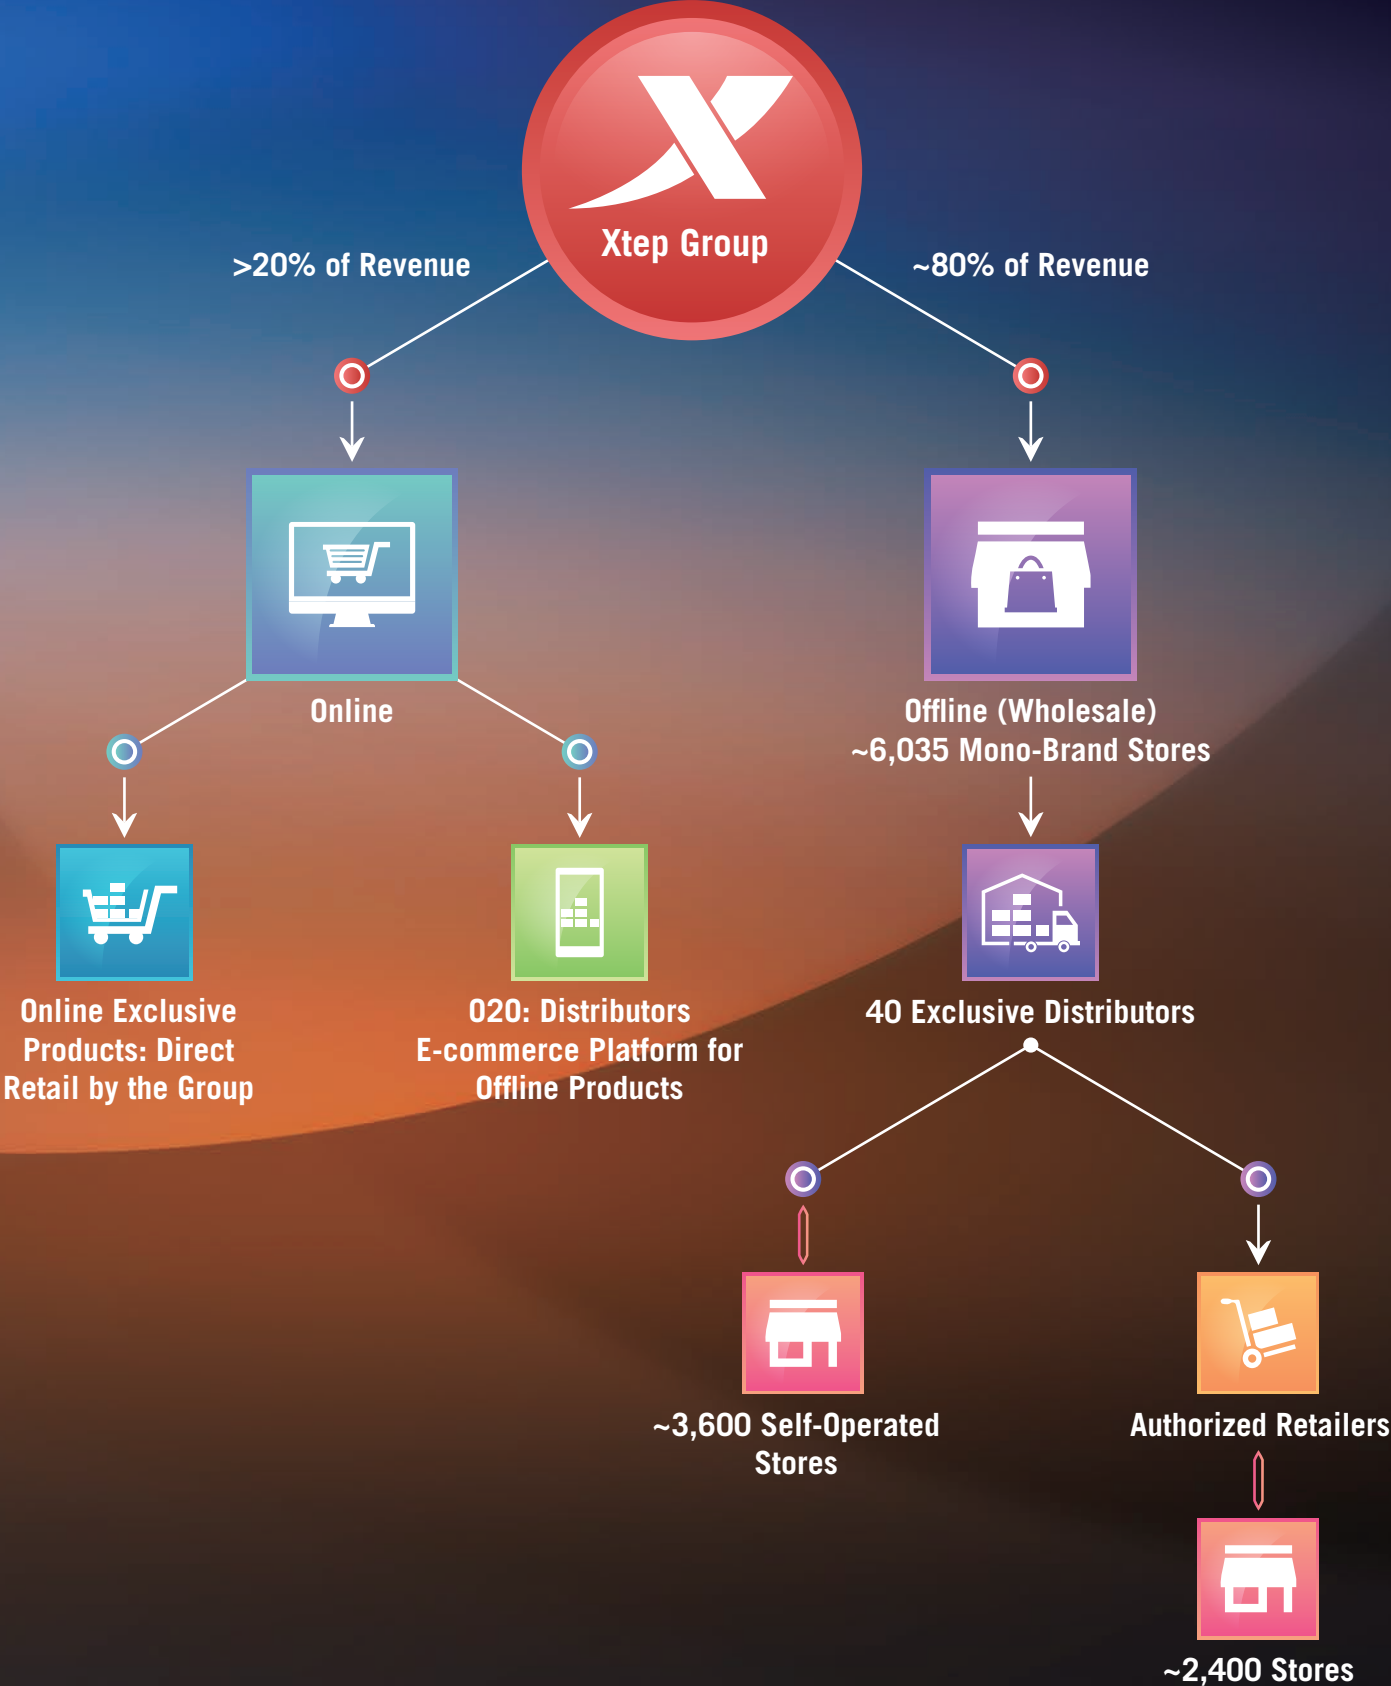 Xtep Group
>20% of Revenue
~80% of Revenue
Online
Offline (Wholesale)
~6,035 Mono-Brand Stores
Online Exclusive
Products: Direct
Retail by the Group
O2O: Distributors
E-commerce Platform for
Offline Products
40 Exclusive Distributors
~3,600 Self-Operated
Stores
Authorized Retailers
~2,400 Stores